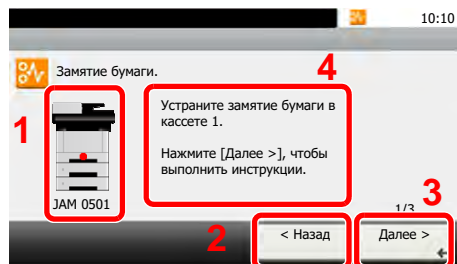 10:10
Замятие бумаги.
4
1
Устраните замятие бумаги в
кассете 1.
Нажмите [Далее >], чтобы
выполнить инструкции.
JAM 0501
1/3
3
2
< Назад
Далее >